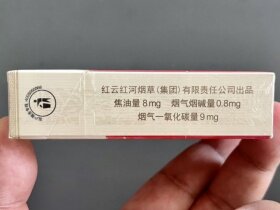 红云红河烟草(集团)有限责任公司出品
焦油量 8mg 烟气烟碱量 0.8mg
烟气一氧化碳量 9mg